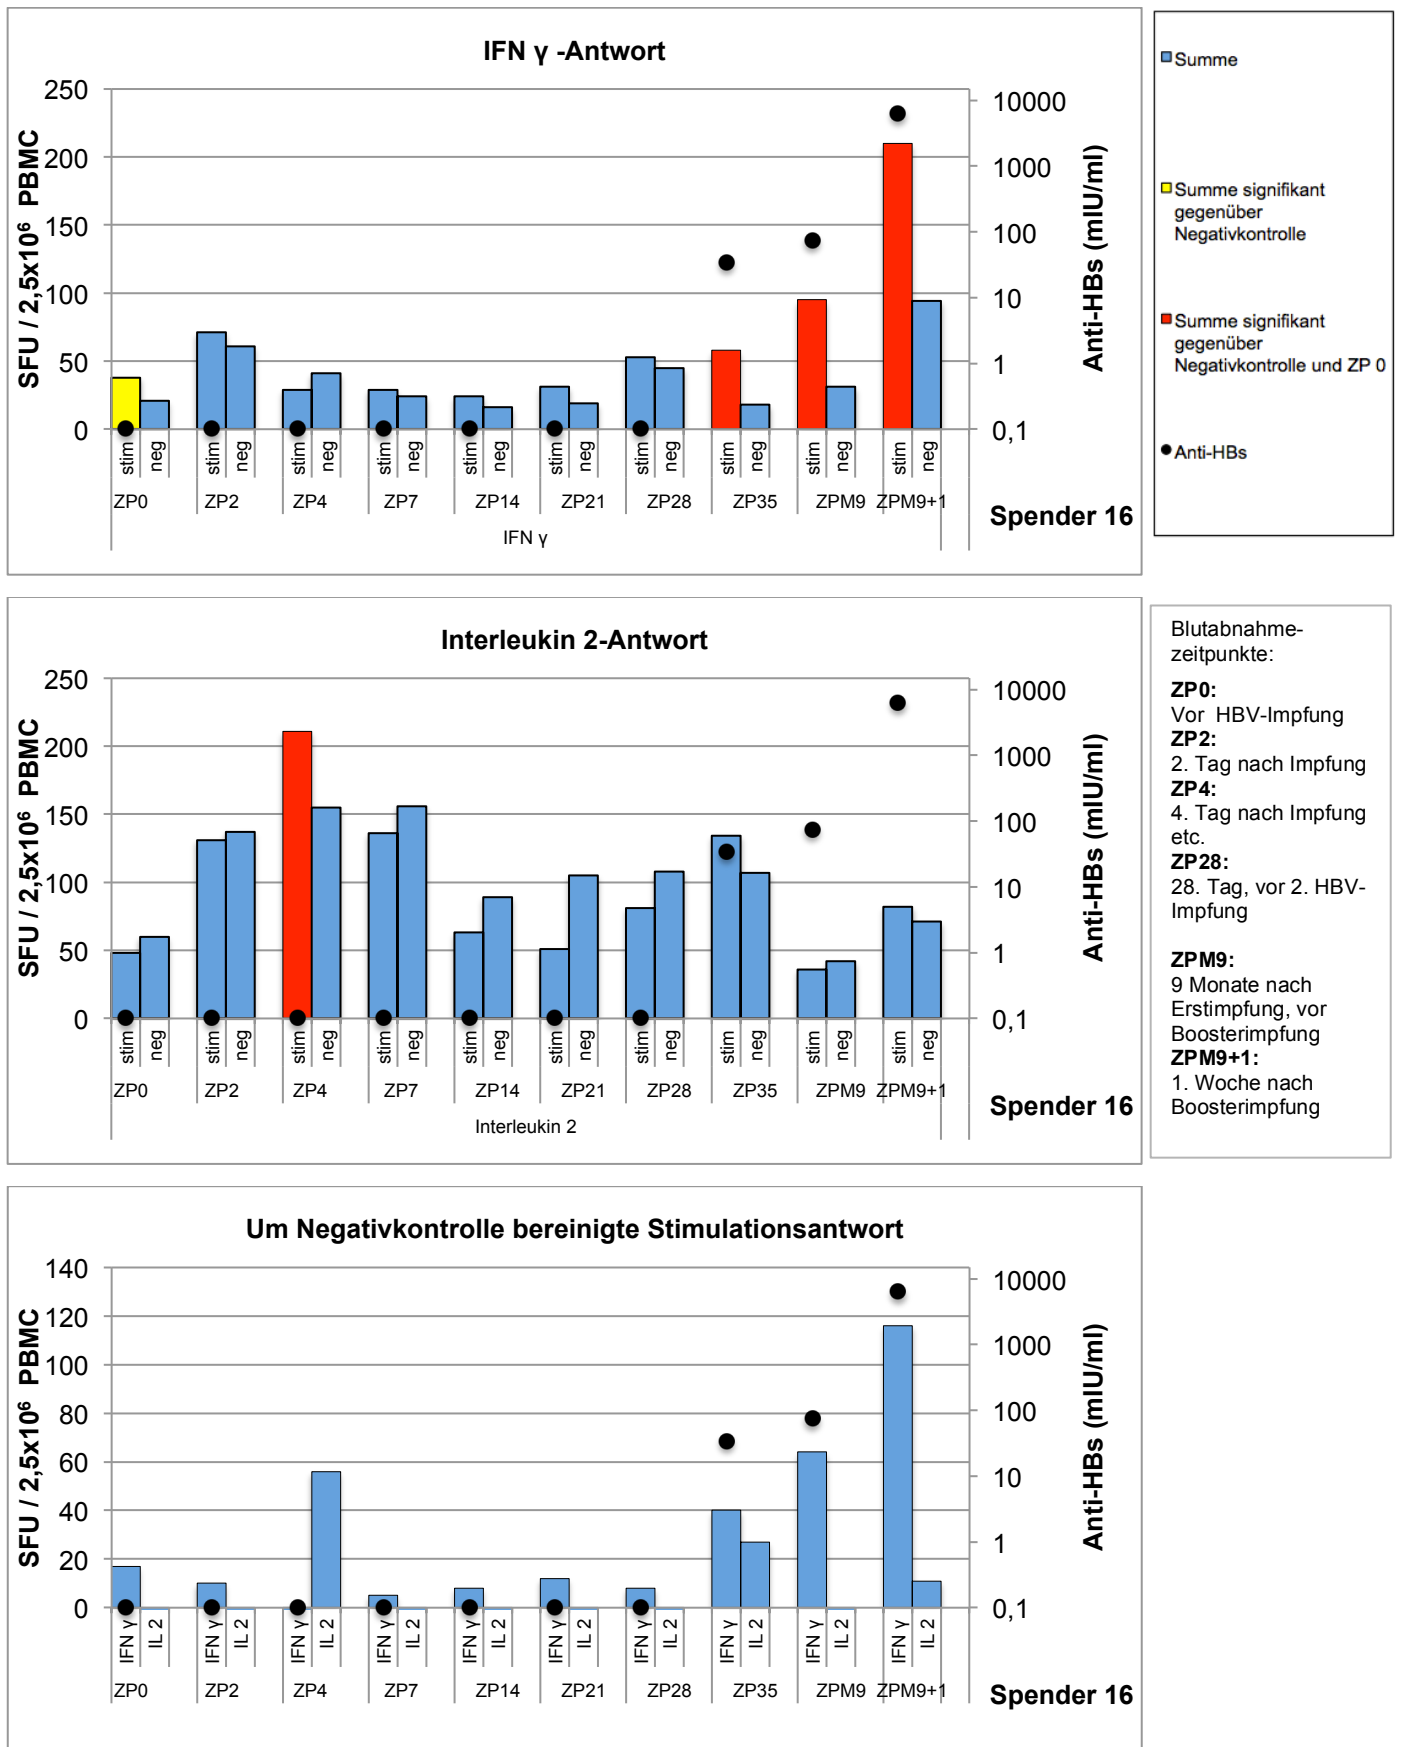 IFN γ -Antwort
250
200
150
100
50
0
SFU / 2,5x10⁶ PBMC
10000
1000
100
10
1
0,1
Anti-HBs (mIU/ml)
stim neg stim neg stim neg stim neg stim neg stim neg stim neg stim neg stim neg stim neg
ZP0 ZP2 ZP4 ZP7 ZP14 ZP21 ZP28 ZP35 ZPM9 ZPM9+1
IFN γ
Spender 16
Summe
Summe signifikant
gegenüber
Negativkontrolle
Summe signifikant
gegenüber
Negativkontrolle und ZP 0
Anti-HBs
Interleukin 2-Antwort
250
200
150
100
50
0
SFU / 2,5x10⁶ PBMC
10000
1000
100
10
1
0,1
Anti-HBs (mIU/ml)
stim neg stim neg stim neg stim neg stim neg stim neg stim neg stim neg stim neg stim neg
ZP0 ZP2 ZP4 ZP7 ZP14 ZP21 ZP28 ZP35 ZPM9 ZPM9+1
Interleukin 2
Spender 16
Blutabnahme-
zeitpunkte:
ZP0:
Vor HBV-Impfung
ZP2:
2. Tag nach Impfung
ZP4:
4. Tag nach Impfung
etc.
ZP28:
28. Tag, vor 2. HBV-
Impfung
ZPM9:
9 Monate nach
Erstimpfung, vor
Boosterimpfung
ZPM9+1:
1. Woche nach
Boosterimpfung
Um Negativkontrolle bereinigte Stimulationsantwort
140
120
100
80
60
40
20
0
SFU / 2,5x10⁶ PBMC
10000
1000
100
10
1
0,1
Anti-HBs (mIU/ml)
IFN γ IL 2 IFN γ IL 2 IFN γ IL 2 IFN γ IL 2 IFN γ IL 2 IFN γ IL 2 IFN γ IL 2 IFN γ IL 2 IFN γ IL 2 IFN γ IL 2
ZP0 ZP2 ZP4 ZP7 ZP14 ZP21 ZP28 ZP35 ZPM9 ZPM9+1
Spender 16